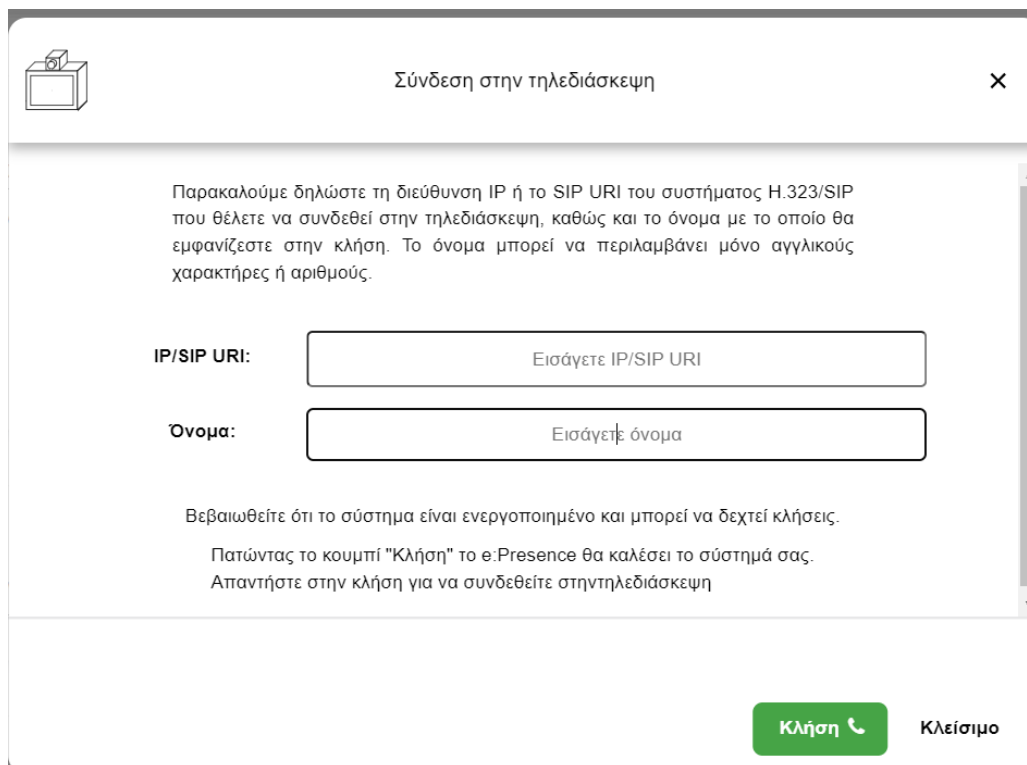 Σύνδεση στην τηλεδιάσκεψη
Παρακαλούμε δηλώστε τη διεύθυνση IP ή το SIP URI του συστήματος H.323/SIP
που θέλετε να συνδεθεί στην τηλεδιάσκεψη, καθώς και το όνομα με το οποίο θα
εμφανίζεστε στην κλήση. Το όνομα μπορεί να περιλαμβάνει μόνο αγγλικούς
χαρακτήρες ή αριθμούς.
IP/SIP URI:
Εισάγετε IP/SIP URI
Όνομα:
Εισάγετε όνομα
Βεβαιωθείτε ότι το σύστημα είναι ενεργοποιημένο και μπορεί να δεχτεί κλήσεις.
Πατώντας το κουμπί "Κλήση" το e:Presence θα καλέσει το σύστημά σας.
Απαντήστε στην κλήση για να συνδεθείτε στηντηλεδιάσκεψη
Κλήση
Κλείσιμο